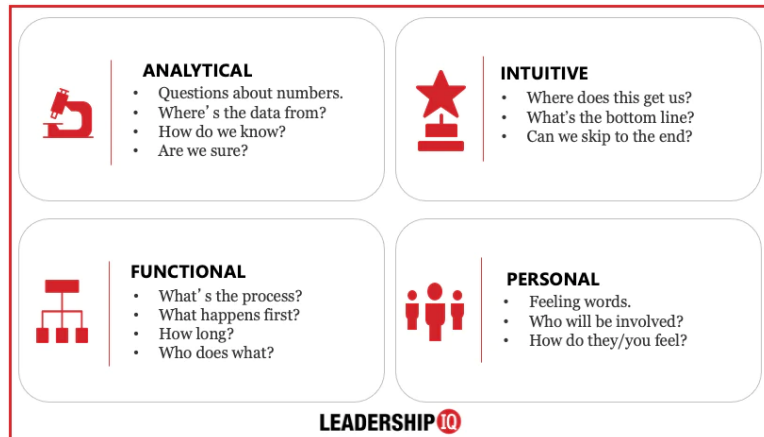 ANALYTICAL
• Questions about numbers.
• Where's the data from?
• How do we know?
• Are we sure?
INTUITIVE
• Where does this get us?
• What's the bottom line?
• Can we skip to the end?
FUNCTIONAL
• What's the process?
• What happens first?
• How long?
• Who does what?
PERSONAL
• Feeling words.
• Who will be involved?
• How do they/you feel?
LEADERSHIP IQ